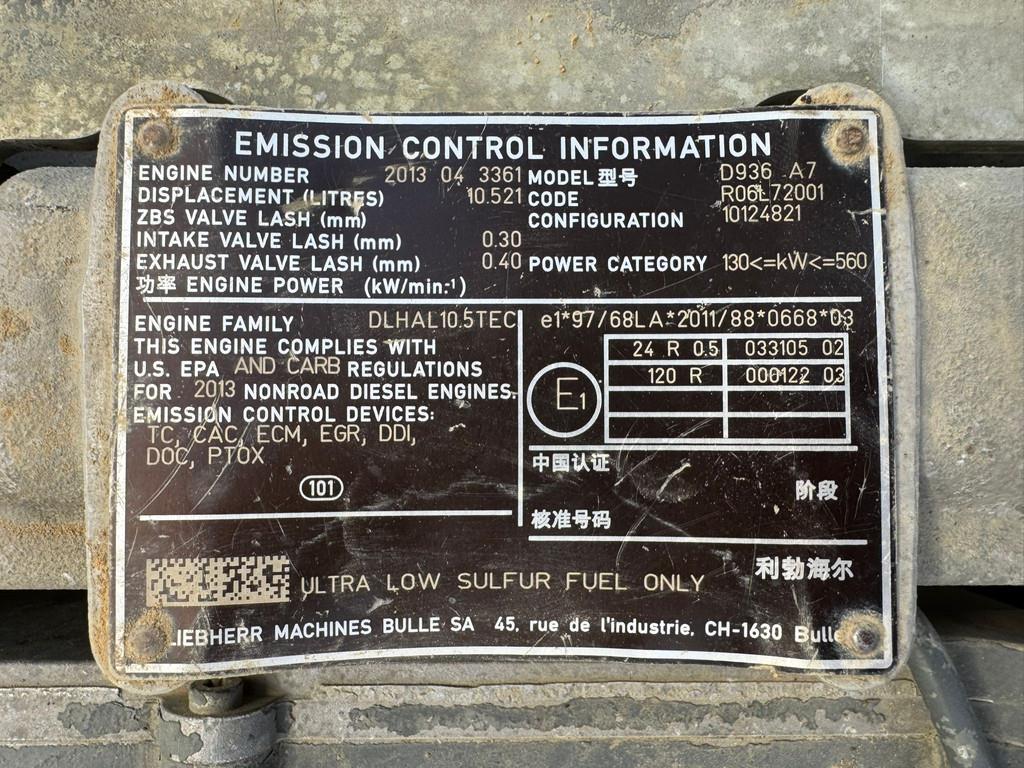 EMISSION CONTROL INFORMATION
ENGINE NUMBER 2013 04 3361 MODEL 型号 D936 A7
DISPLACEMENT (LITRES) 10.521 CODE R06L72001
ZBS VALVE LASH (mm) CONFIGURATION 10124821
INTAKE VALVE LASH (mm) 0.30
EXHAUST VALVE LASH (mm) 0.40 POWER CATEGORY 130<=kW<=560
功率 ENGINE POWER (kW/min.-¹)
ENGINE FAMILY DLHAL10.5TEC
THIS ENGINE COMPLIES WITH
U.S. EPA AND CARB REGULATIONS
FOR 2013 NONROAD DIESEL ENGINES.
EMISSION CONTROL DEVICES:
TC, CAC, ECM, EGR, DDI,
DOC, PTOX
101
e1*97/68LA*2011/88*0668*03
24 R 0.5 033105 02
120 R 000122 03
E1
中国认证
阶段
核准号码
利勃海尔
ULTRA LOW SULFUR FUEL ONLY
LIEBHERR MACHINES BULLE SA 45, rue de l'industrie, CH-1630 Bulle